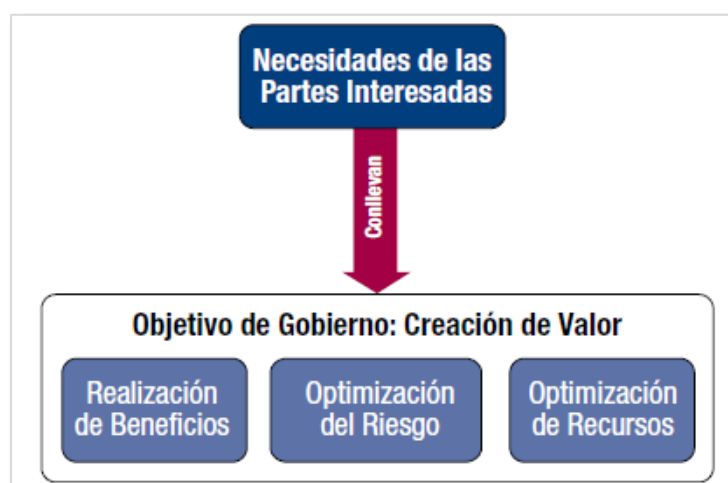 Necesidades de las
Partes Interesadas
Conllevan
Objetivo de Gobierno: Creación de Valor
Realización
de Beneficios
Optimización
del Riesgo
Optimización
de Recursos